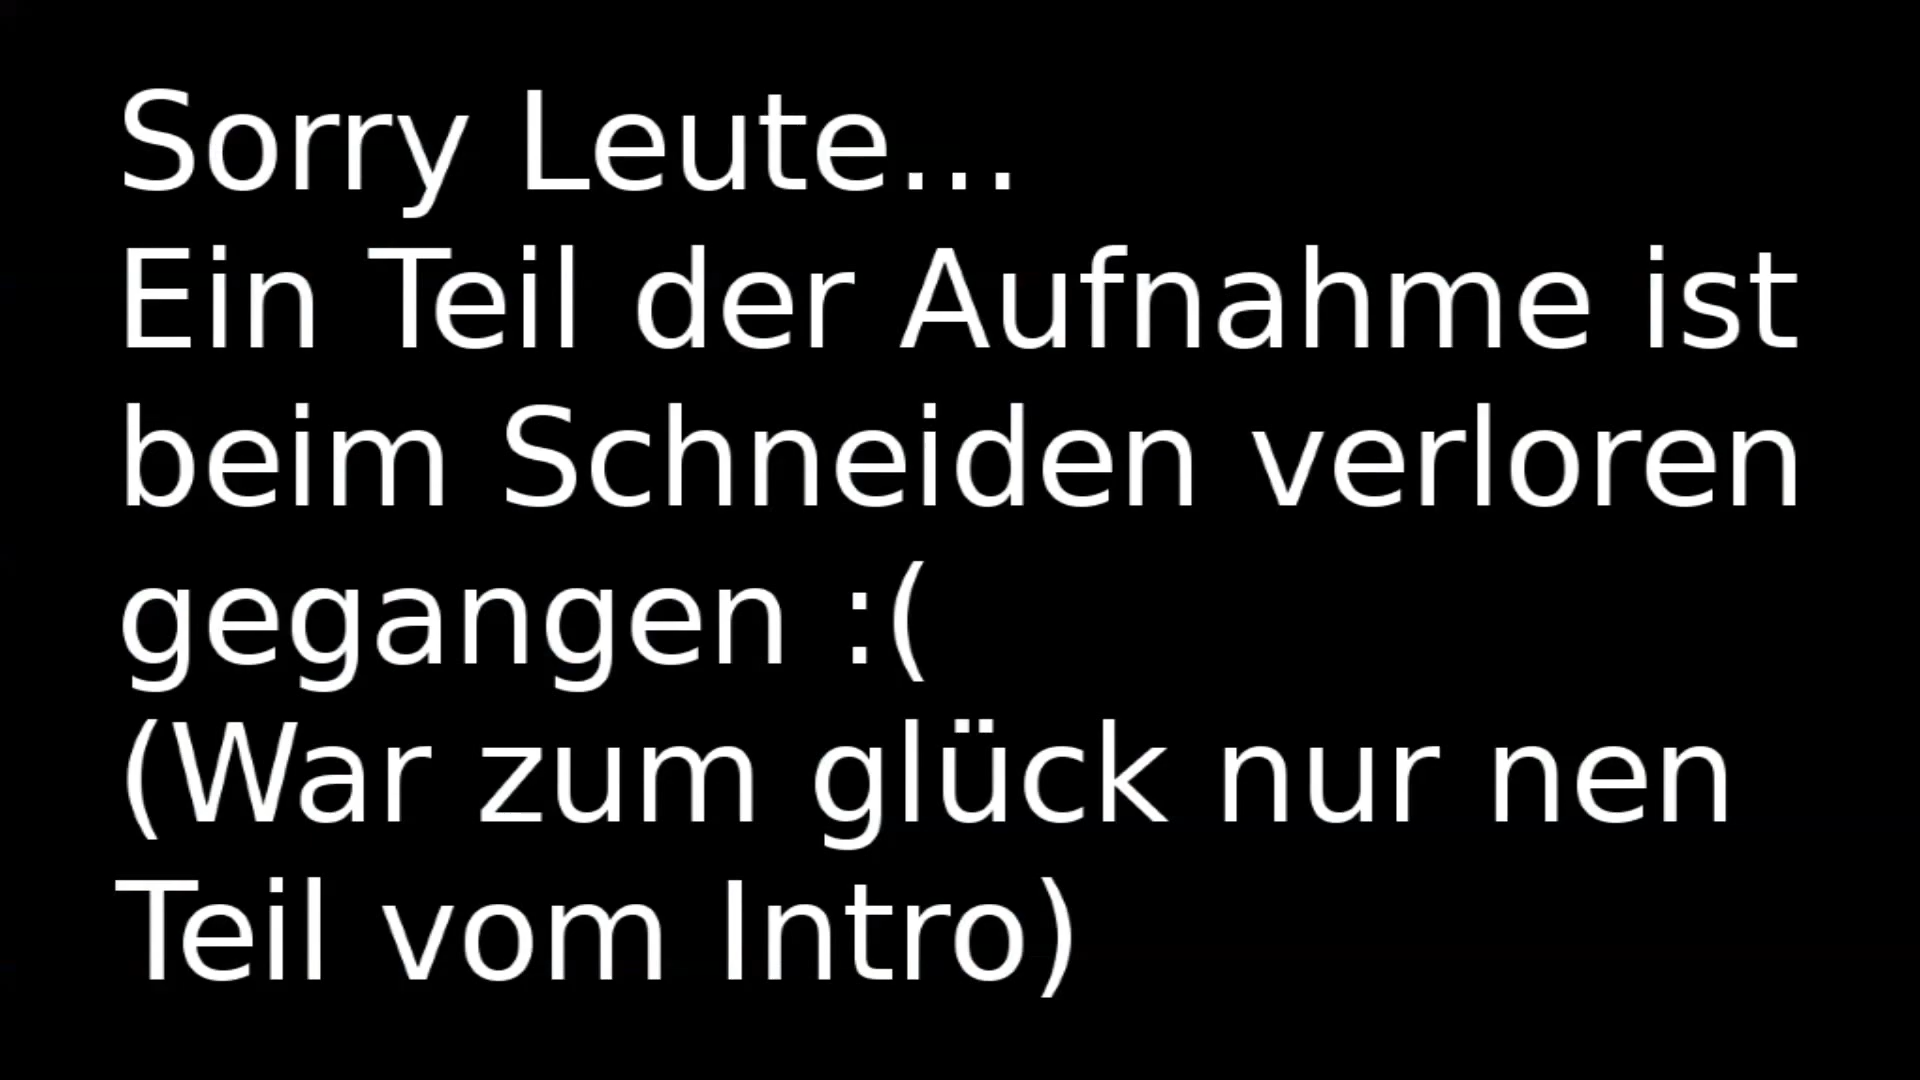 Sorry Leute...
Ein Teil der Aufnahme ist
beim Schneiden verloren
gegangen :(
(War zum glück nur nen
Teil vom Intro)